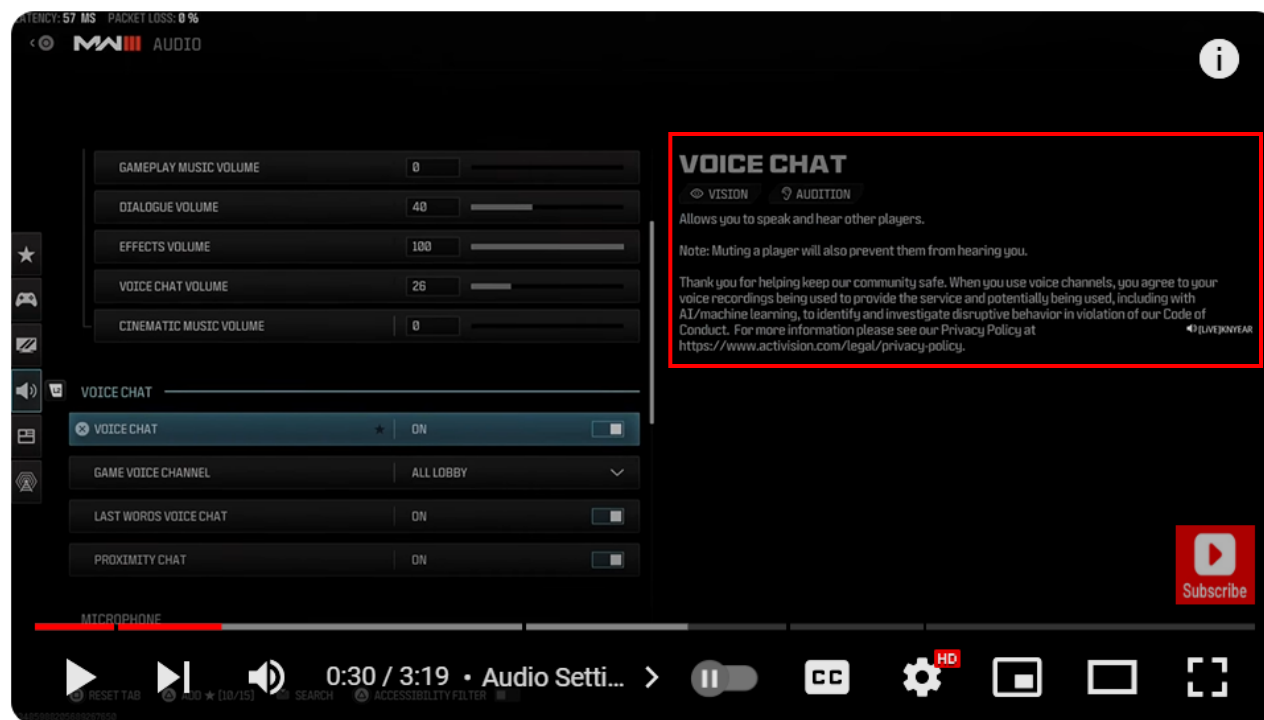 LATENCY: 57 MS PACKET LOSS: 0 %
MWIII AUDIO
i
GAMEPLAY MUSIC VOLUME 0
DIALOGUE VOLUME 40
EFFECTS VOLUME 100
VOICE CHAT VOLUME 26
CINEMATIC MUSIC VOLUME 0
VOICE CHAT
VOICE CHAT ON
GAME VOICE CHANNEL ALL LOBBY
LAST WORDS VOICE CHAT ON
PROXIMITY CHAT ON
MICROPHONE
VOICE CHAT
VISION AUDITION
Allows you to speak and hear other players.
Note: Muting a player will also prevent them from hearing you.
Thank you for helping keep our community safe. When you use voice channels, you agree to your
voice recordings being used to provide the service and potentially being used, including with
AI/machine learning, to identify and investigate disruptive behavior in violation of our Code of
Conduct. For more information please see our Privacy Policy at
https://www.activision.com/legal/privacy-policy.
[LiVE]KNYEAR
Subscribe
0:30 / 3:19 • Audio Setti...
CC
HD
RESET TAB ADD ★ [10/15] SEARCH ACCESSIBILITY FILTER